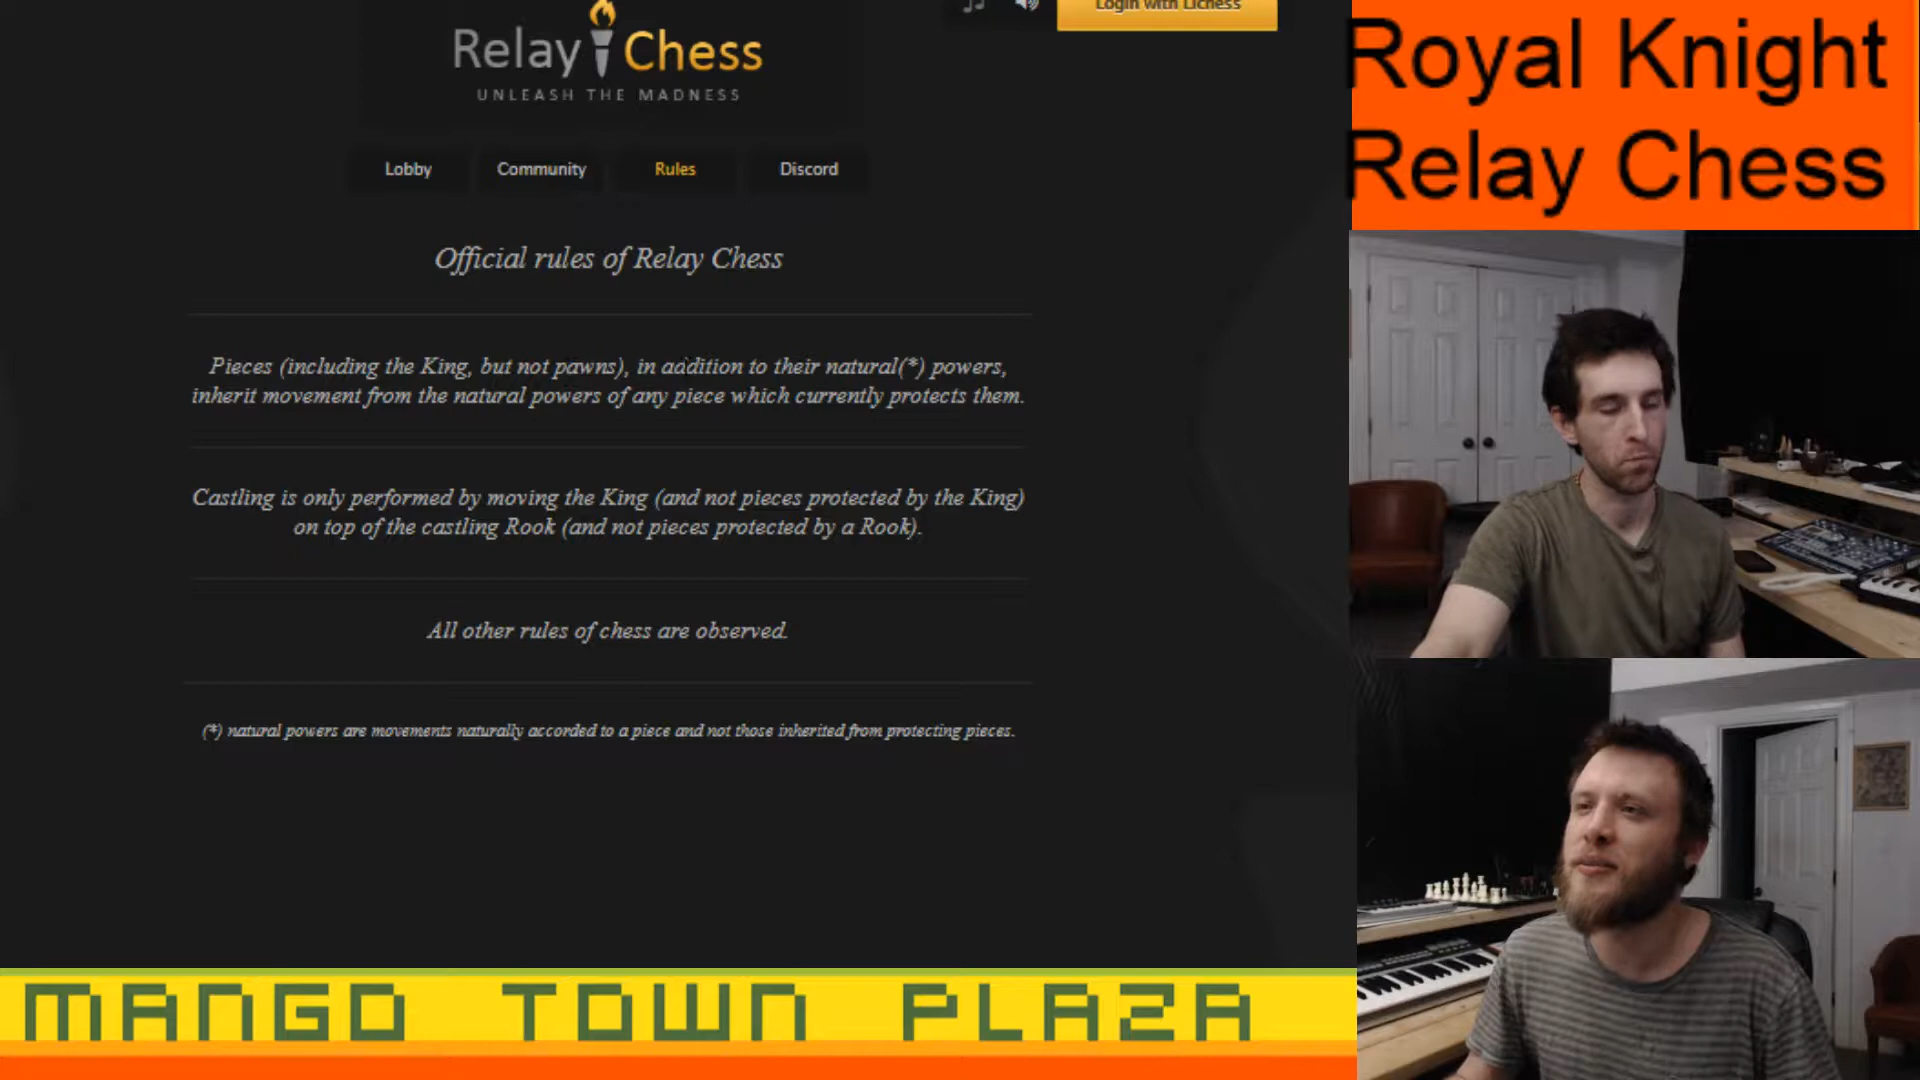 Login with Lichess
Relay Chess
UNLEASH THE MADNESS
Lobby Community Rules Discord
Official rules of Relay Chess
Pieces (including the King, but not pawns), in addition to their natural(*) powers,
inherit movement from the natural powers of any piece which currently protects them.
Castling is only performed by moving the King (and not pieces protected by the King)
on top of the castling Rook (and not pieces protected by a Rook).
All other rules of chess are observed.
(*) natural powers are movements naturally accorded to a piece and not those inherited from protecting pieces.
Royal Knight
Relay Chess
MANGO TOWN PLAZA